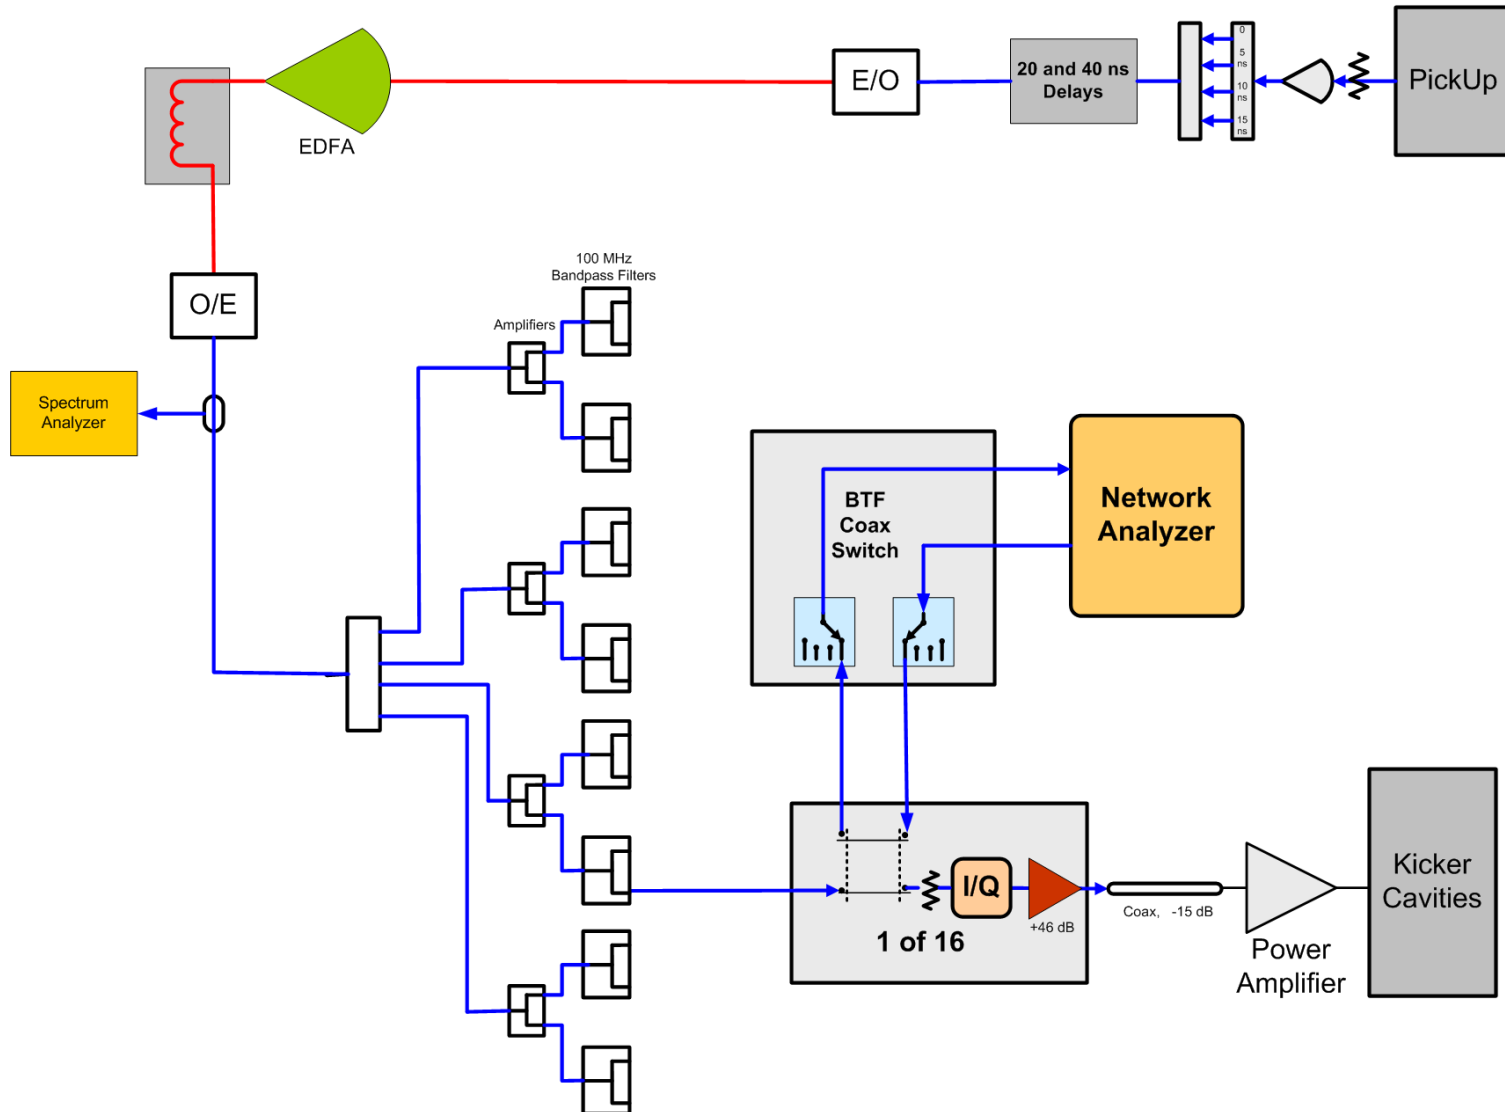 0
5
ns
10
ns
15
ns
20 and 40 ns
Delays
E/O
PickUp
EDFA
O/E
100 MHz
Bandpass Filters
Amplifiers
Spectrum
Analyzer
BTF
Coax
Switch
Network
Analyzer
I/Q
+46 dB
1 of 16
Coax,   -15 dB
Power
Amplifier
Kicker
Cavities